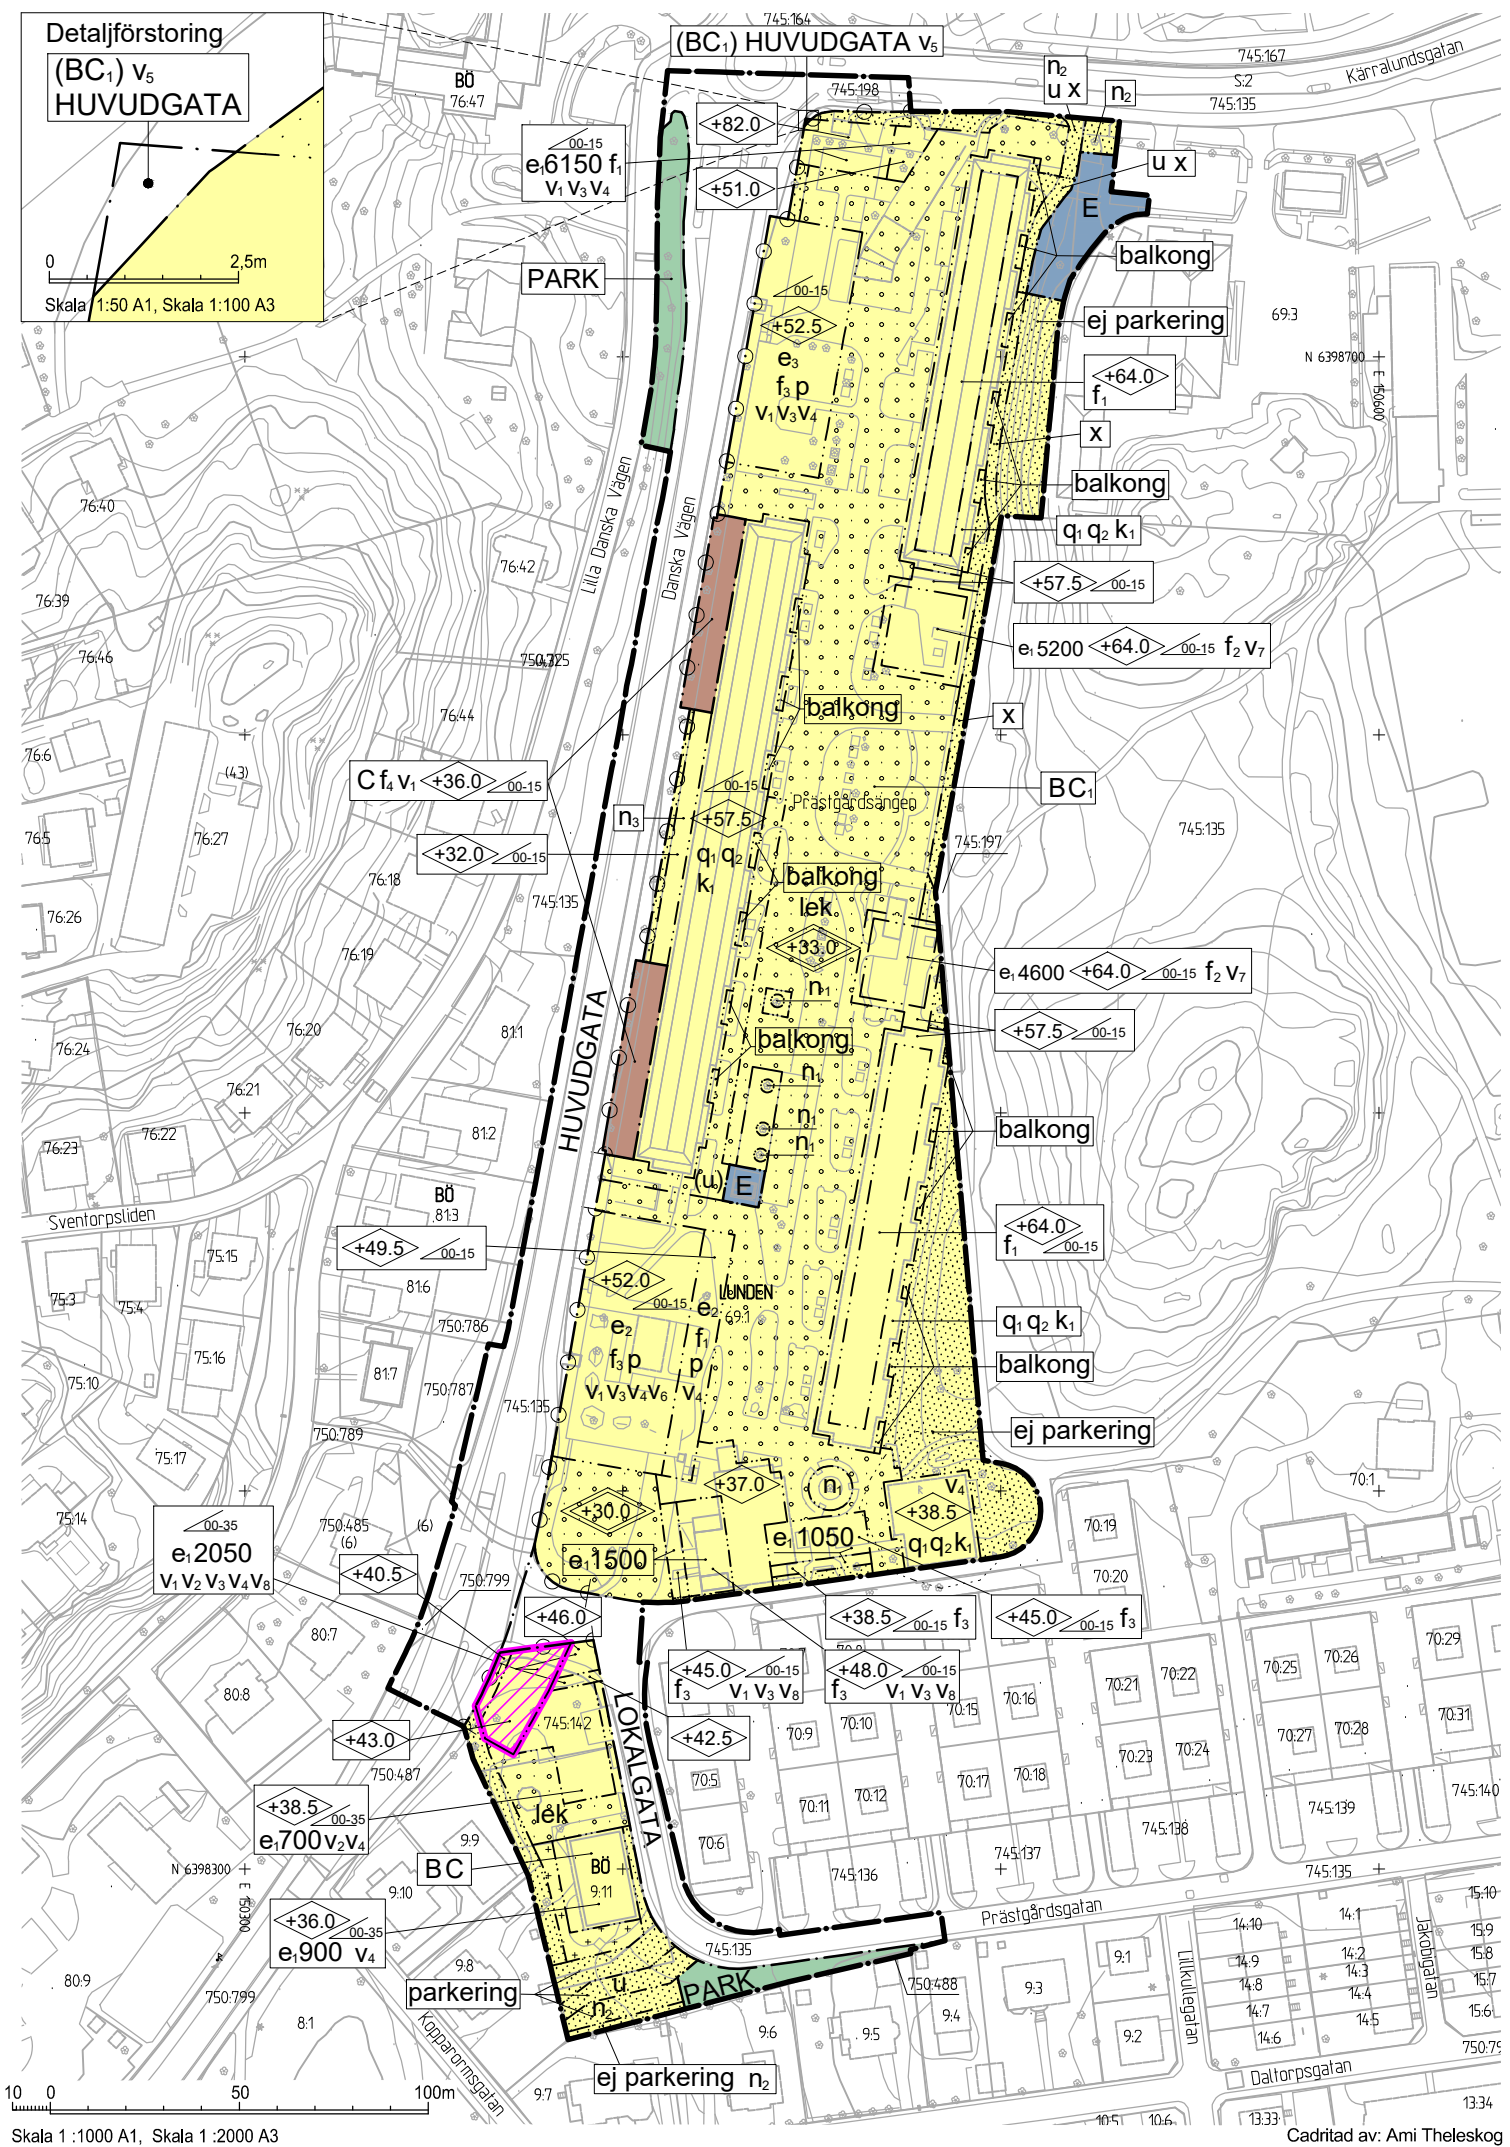 Detaljförstoring
(BC₁) v₅
HUVUDGATA
0 2,5m
Skala 1:50 A1, Skala 1:100 A3
745:164
(BC₁) HUVUDGATA v₅
745:167
Kärralundsgatan
S:2
745:135
BÖ
76:47
745:198
n₂
u x
n₂
+82.0
00-15
e₁6150 f₁
v₁ v₃ v₄
+51.0
u x
E
balkong
PARK
00-15
+52.5
e₃
f₃ p
v₁ v₃ v₄
ej parkering
69:3
N 6398700
E 150600
+64.0
f₁
x
balkong
76:40
Lilla Danska Vägen
Danska Vägen
q₁ q₂ k₁
76:42
+57.5 00-15
76:39
e₁ 5200 +64.0 00-15 f₂ v₇
76:46
balkong
x
76:44
76:6
(43)
C f₄ v₁ +36.0 00-15
00-15
+57.5
q₁ q₂
k₁
n₃
Prästgårdsängen
BC₁
76:5
76:27
+32.0 00-15
745:197
745:135
76:18
745:135
balkong
lek
+33.0
n₁
76:26
76:19
e₁ 4600 +64.0 00-15 f₂ v₇
HUVUDGATA
76:20
81:1
balkong
+57.5 00-15
76:24
76:21
n₁
n₁
n₁
81:2
76:23
76:22
balkong
(u)
E
BÖ
81:3
Sventorpsliden
+49.5 00-15
+64.0
f₁ 00-15
75:15
75:3
75:4
81:6
+52.0
00-15
LUNDEN
69:1
e₂
f₃ p
v₁ v₃ v₄ v₆
e₂
f₁
p
v₄
q₁ q₂ k₁
750:786
75:16
balkong
75:10
81:7
750:787
745:135
750:789
ej parkering
75:17
70:1
+37.0
n₁
v₄
+38.5
q₁ q₂ k₁
75:14
00-35
e₁2050
v₁ v₂ v₃ v₄ v₈
750:485
(6)
(6)
+30.0
e₁1500
e₁ 1050
70:19
70:20
+40.5
750:799
+46.0
+38.5 00-15 f₃
+45.0 00-15 f₃
80:7
+45.0 00-15
f₃ v₁ v₃ v₈
+48.0 00-15
f₃ v₁ v₃ v₈
70:29
70:26
70:25
70:22
70:21
80:8
70:16
70:15
70:10
70:9
70:31
70:28
70:27
+43.0
745:142
LOKALGATA
+42.5
70:24
70:23
750:487
70:5
70:18
70:17
745:140
+38.5 00-35
e₁700 v₂ v₄
lek
70:12
70:11
745:139
745:138
9:9
70:6
745:137
N 6398300
E 150300
BC
BÖ
9:11
745:136
745:135
9:10
15:10
+36.0 00-35
e₁900 v₄
Prästgårdsgatan
14:10
14:1
15:9
745:135
9:1
14:9
14:2
15:8
80:9
9:8
14:8
14:3
15:7
750:799
parkering
u
n₂
PARK
750:488
9:3
Lillkullegatan
14:7
14:4
Jakobigatan
15:6
8:1
Kopparormsgatan
9:6
9:5
9:4
9:2
14:6
14:5
ej parkering n₂
Daltorpsgatan
9:7
10 0 50 100m
10:5
10:6
13:33
13:34
Skala 1 :1000 A1, Skala 1 :2000 A3
Cadritad av: Ami Theleskog